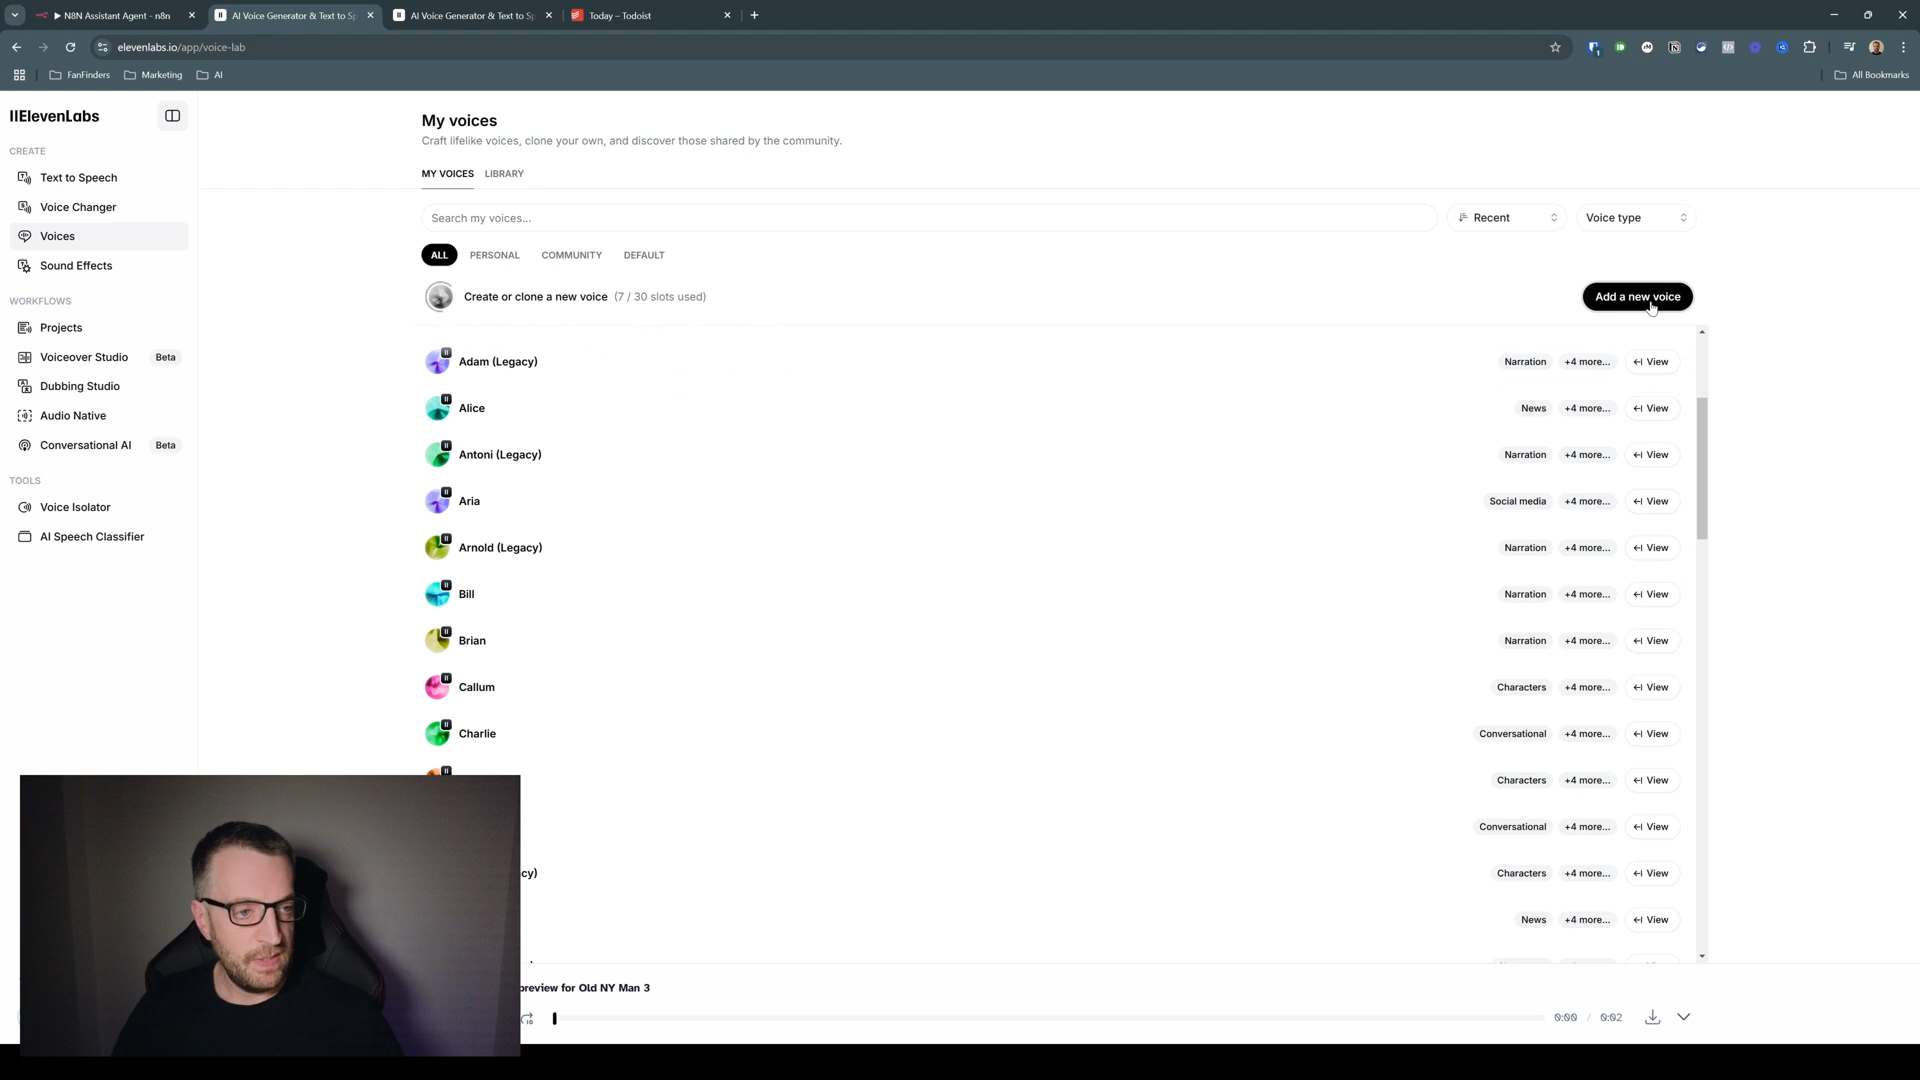 N8N Assistant Agent - n8n
AI Voice Generator & Text to Sp
AI Voice Generator & Text to Sp
Today – Todoist
elevenlabs.io/app/voice-lab
FanFinders
Marketing
AI
All Bookmarks
IIElevenLabs
CREATE
Text to Speech
Voice Changer
Voices
Sound Effects
WORKFLOWS
Projects
Voiceover Studio Beta
Dubbing Studio
Audio Native
Conversational AI Beta
TOOLS
Voice Isolator
AI Speech Classifier
My voices
Craft lifelike voices, clone your own, and discover those shared by the community.
MY VOICES LIBRARY
Search my voices...
Recent
Voice type
ALL PERSONAL COMMUNITY DEFAULT
Create or clone a new voice (7 / 30 slots used)
Add a new voice
Adam (Legacy) Narration +4 more... View
Alice News +4 more... View
Antoni (Legacy) Narration +4 more... View
Aria Social media +4 more... View
Arnold (Legacy) Narration +4 more... View
Bill Narration +4 more... View
Brian Narration +4 more... View
Callum Characters +4 more... View
Charlie Conversational +4 more... View
Characters +4 more... View
Conversational +4 more... View
cy) Characters +4 more... View
News +4 more... View
preview for Old NY Man 3
0:00 / 0:02